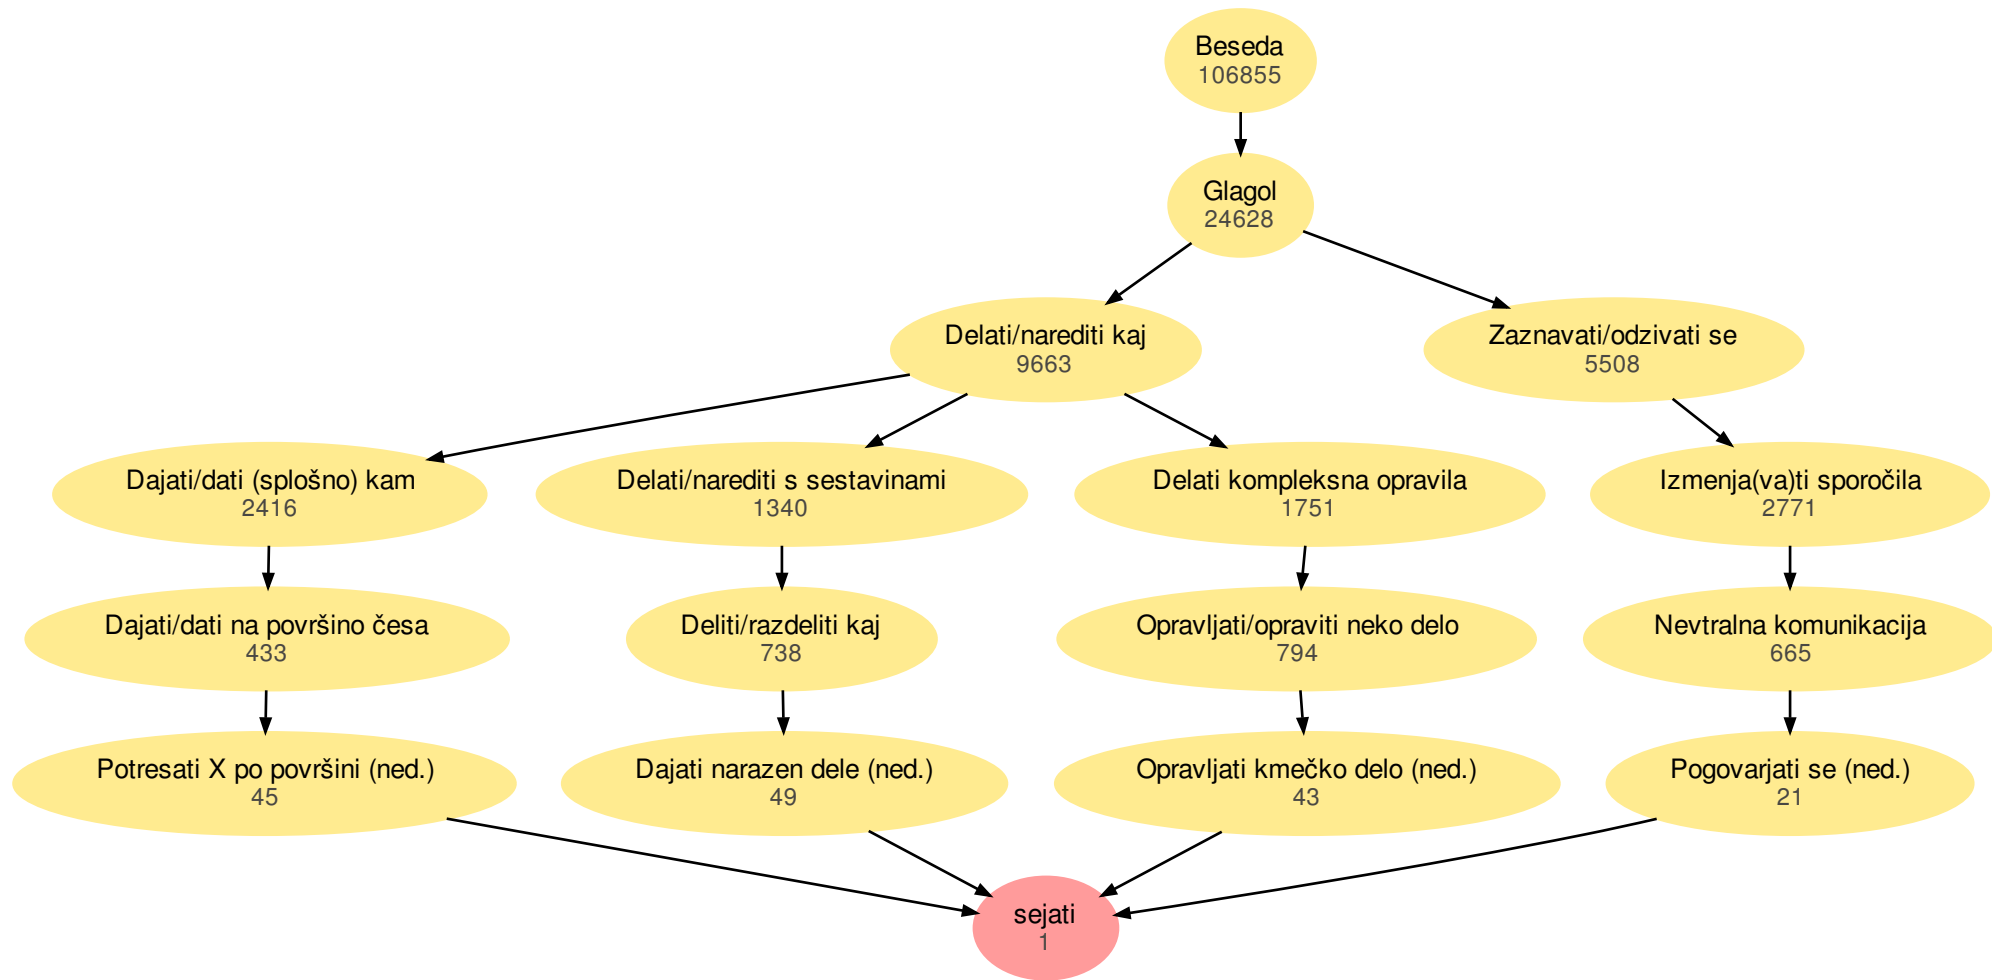 Beseda
106855
Glagol
24628
Delati/narediti kaj
9663
Zaznavati/odzivati se
5508
Dajati/dati (splošno) kam
2416
Delati/narediti s sestavinami
1340
Delati kompleksna opravila
1751
Izmenja(va)ti sporočila
2771
Dajati/dati na površino česa
433
Deliti/razdeliti kaj
738
Opravljati/opraviti neko delo
794
Nevtralna komunikacija
665
Potresati X po površini (ned.)
45
Dajati narazen dele (ned.)
49
Opravljati kmečko delo (ned.)
43
Pogovarjati se (ned.)
21
sejati
1